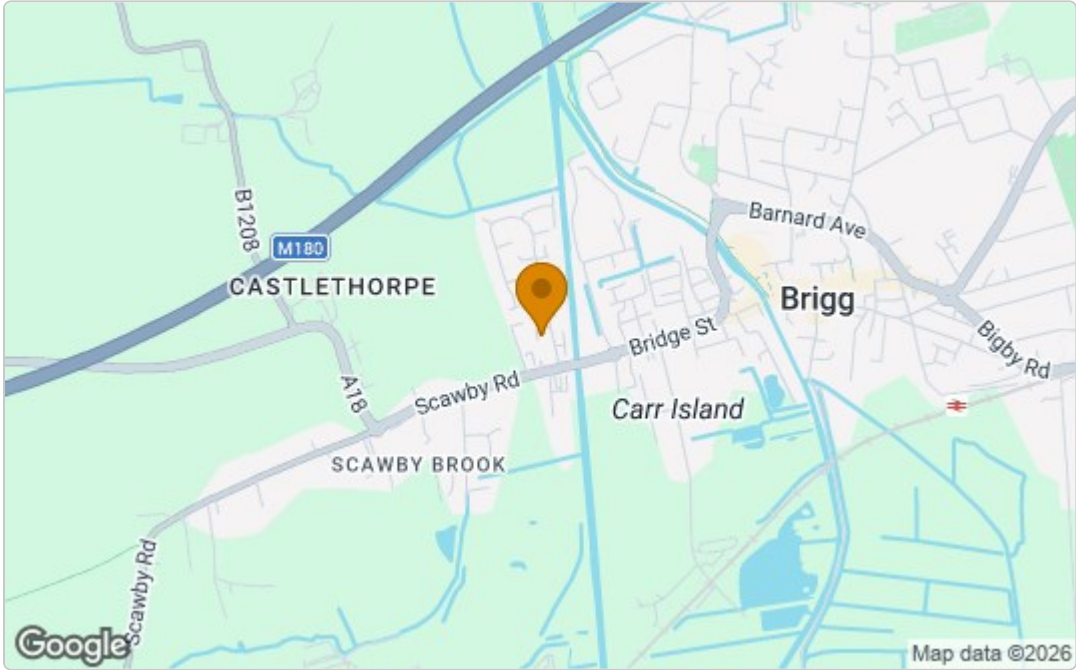 B1208
M180
CASTLETHORPE
Barnard Ave
Brigg
Bridge St
Bigby Rd
A18
Scawby Rd
Carr Island
SCAWBY BROOK
Scawby Rd
Google
Map data ©2026